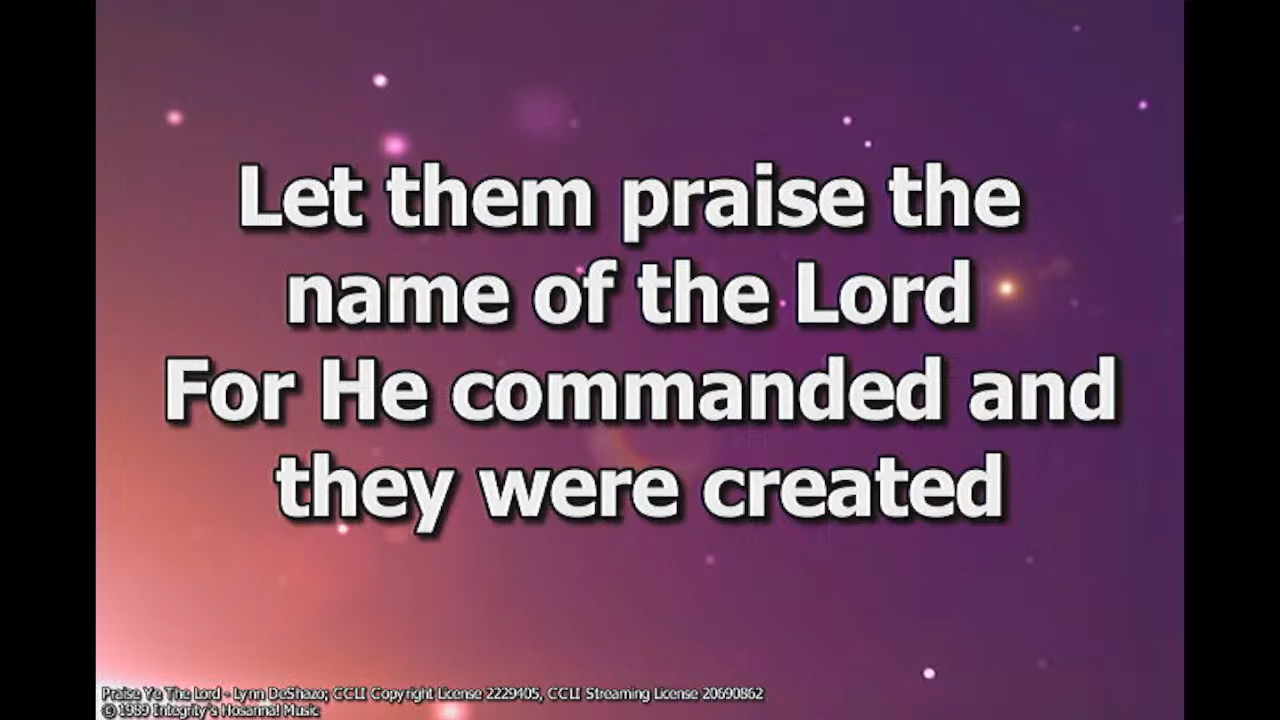 Let them praise the
name of the Lord
For He commanded and
they were created
Praise Ye The Lord - Lynn DeShazo; CCLI Copyright License 2229405, CCLI Streaming License 20690862
© 1989 Integrity's Hosanna! Music